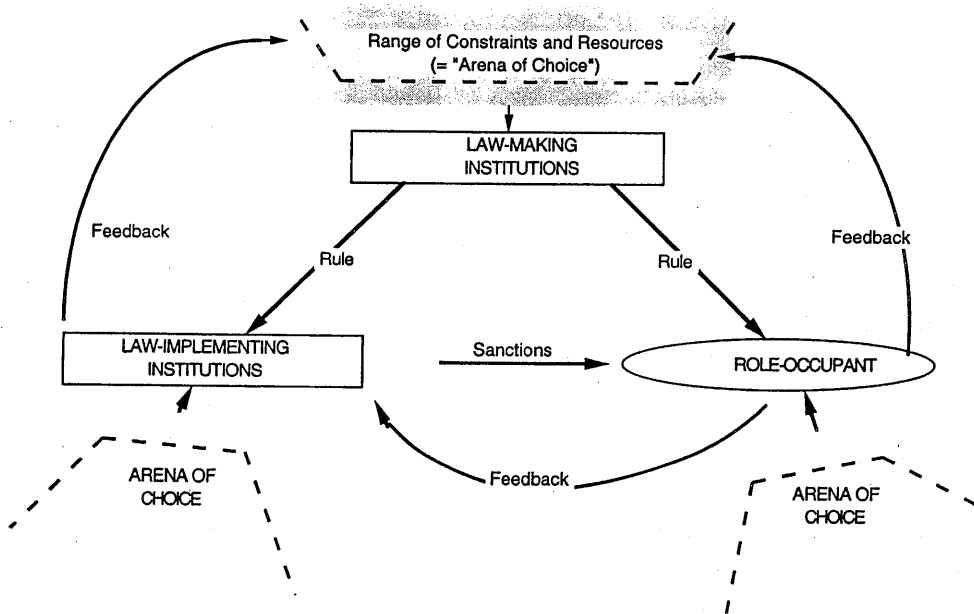 Range of Constraints and Resources
(= "Arena of Choice")
LAW-MAKING
INSTITUTIONS
Feedback
Feedback
Rule
Rule
LAW-IMPLEMENTING
INSTITUTIONS
Sanctions
ROLE-OCCUPANT
Feedback
ARENA OF
CHOICE
ARENA OF
CHOICE